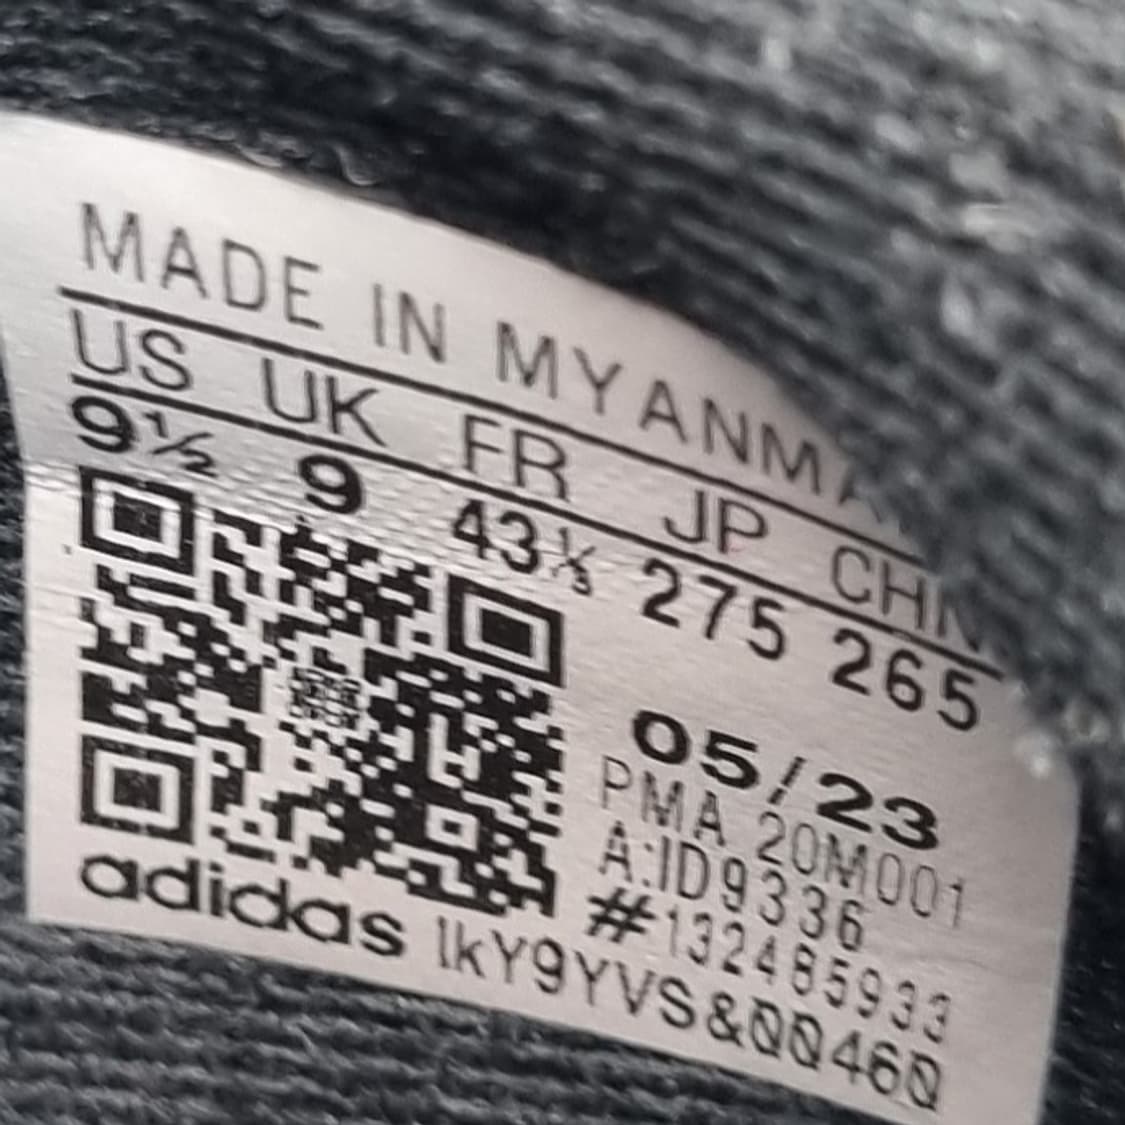 MADE IN MYANMA
US UK FR JP CHN
9½ 9 43⅓ 275 265
05/23
PMA 20M001
A:ID9336
#132485933
adidas lkY9YVS&00460